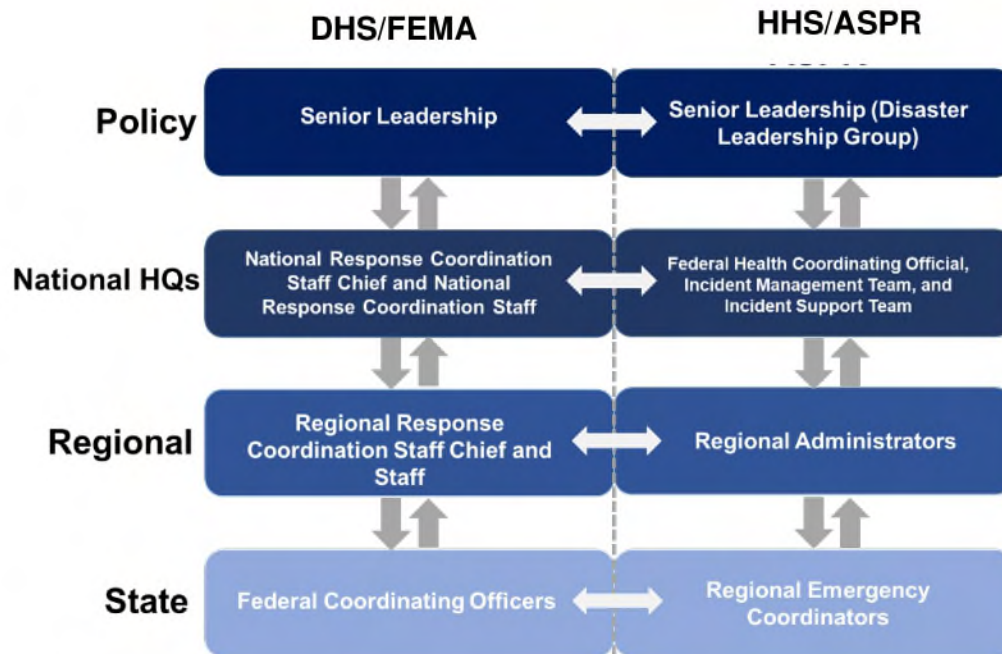 DHS/FEMA
HHS/ASPR
Policy
Senior Leadership
Senior Leadership (Disaster
Leadership Group)
National HQs
National Response Coordination
Staff Chief and National
Response Coordination Staff
Federal Health Coordinating Official,
Incident Management Team, and
Incident Support Team
Regional
Regional Response
Coordination Staff Chief and
Staff
Regional Administrators
State
Federal Coordinating Officers
Regional Emergency
Coordinators